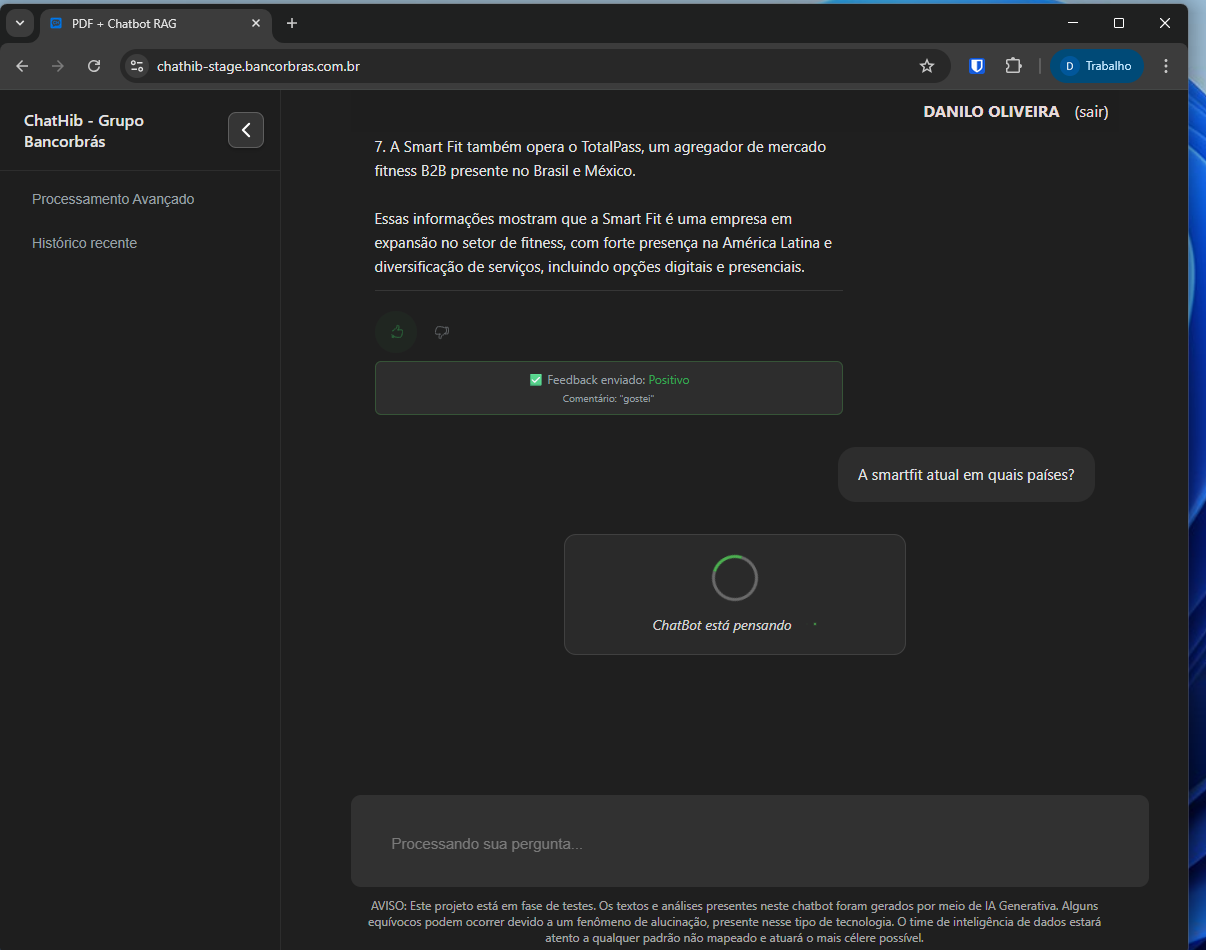 PDF + Chatbot RAG
chathib-stage.bancorbras.com.br
D Trabalho
ChatHib - Grupo
Bancorbrás
Processamento Avançado
Histórico recente
DANILO OLIVEIRA (sair)
7. A Smart Fit também opera o TotalPass, um agregador de mercado
fitness B2B presente no Brasil e México.
Essas informações mostram que a Smart Fit é uma empresa em
expansão no setor de fitness, com forte presença na América Latina e
diversificação de serviços, incluindo opções digitais e presenciais.
✅ Feedback enviado: Positivo
Comentário: "gostei"
A smartfit atual em quais países?
ChatBot está pensando
Processando sua pergunta...
AVISO: Este projeto está em fase de testes. Os textos e análises presentes neste chatbot foram gerados por meio de IA Generativa. Alguns
equívocos podem ocorrer devido a um fenômeno de alucinação, presente nesse tipo de tecnologia. O time de inteligência de dados estará
atento a qualquer padrão não mapeado e atuará o mais célere possível.